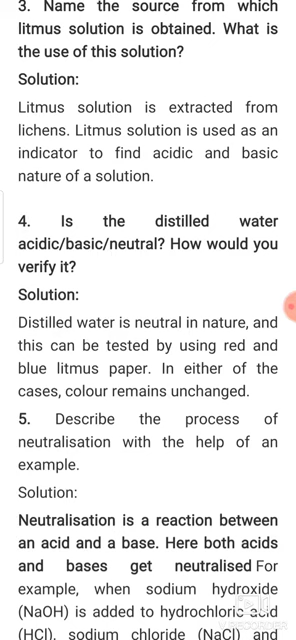 3. Name the source from which
litmus solution is obtained. What is
the use of this solution?
Solution:
Litmus solution is extracted from
lichens. Litmus solution is used as an
indicator to find acidic and basic
nature of a solution.
4. Is the distilled water
acidic/basic/neutral? How would you
verify it?
Solution:
Distilled water is neutral in nature, and
this can be tested by using red and
blue litmus paper. In either of the
cases, colour remains unchanged.
5. Describe the process of
neutralisation with the help of an
example.
Solution:
Neutralisation is a reaction between
an acid and a base. Here both acids
and bases get neutralised For
example, when sodium hydroxide
(NaOH) is added to hydrochloric acid
(HCl), sodium chloride (NaCl) and